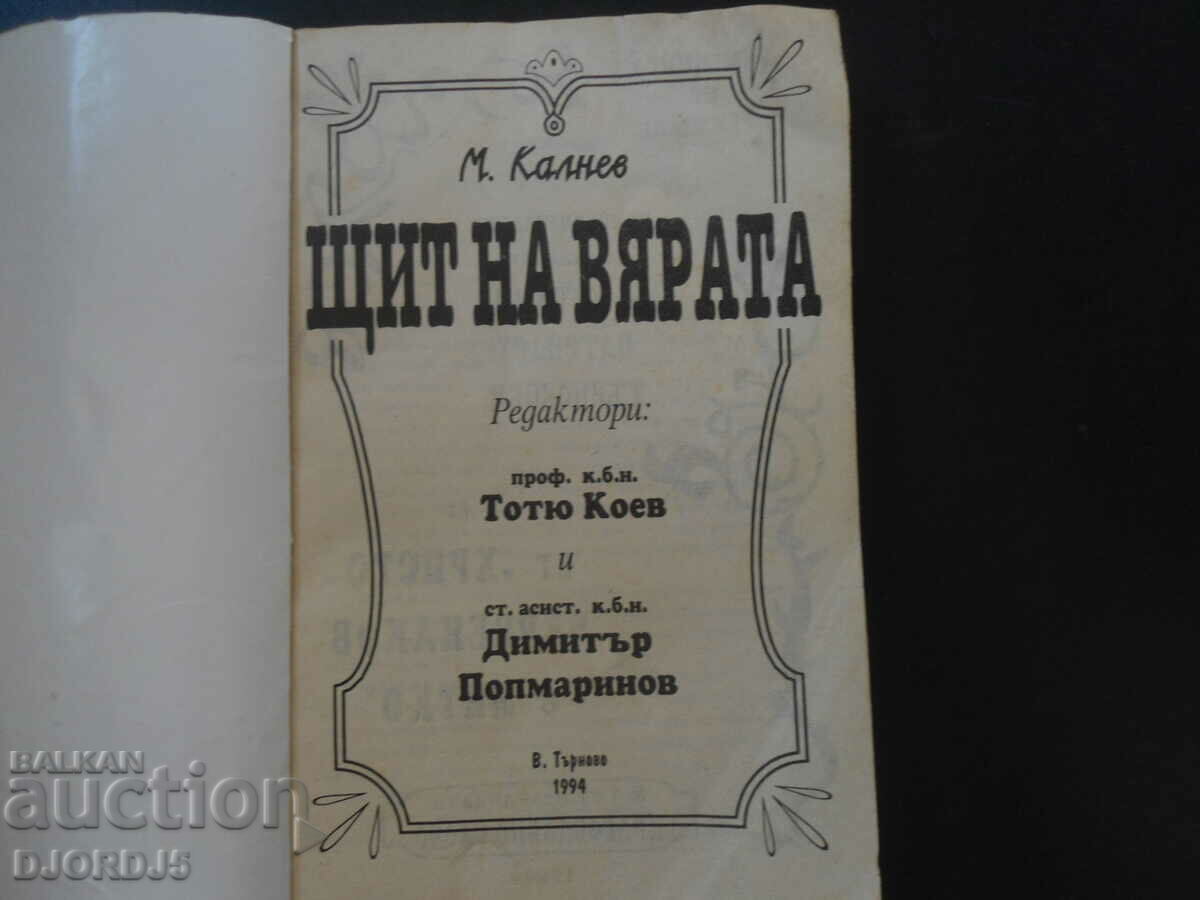 М. Калнев
ЩИТ НА ВЯРАТА
Редактори:
проф. к.б.н.
Тотю Коев
и
ст. асист. к.б.н.
Димитър
Попмаринов
В. Търново
1994
BALKAN
auction
DJORDJ5